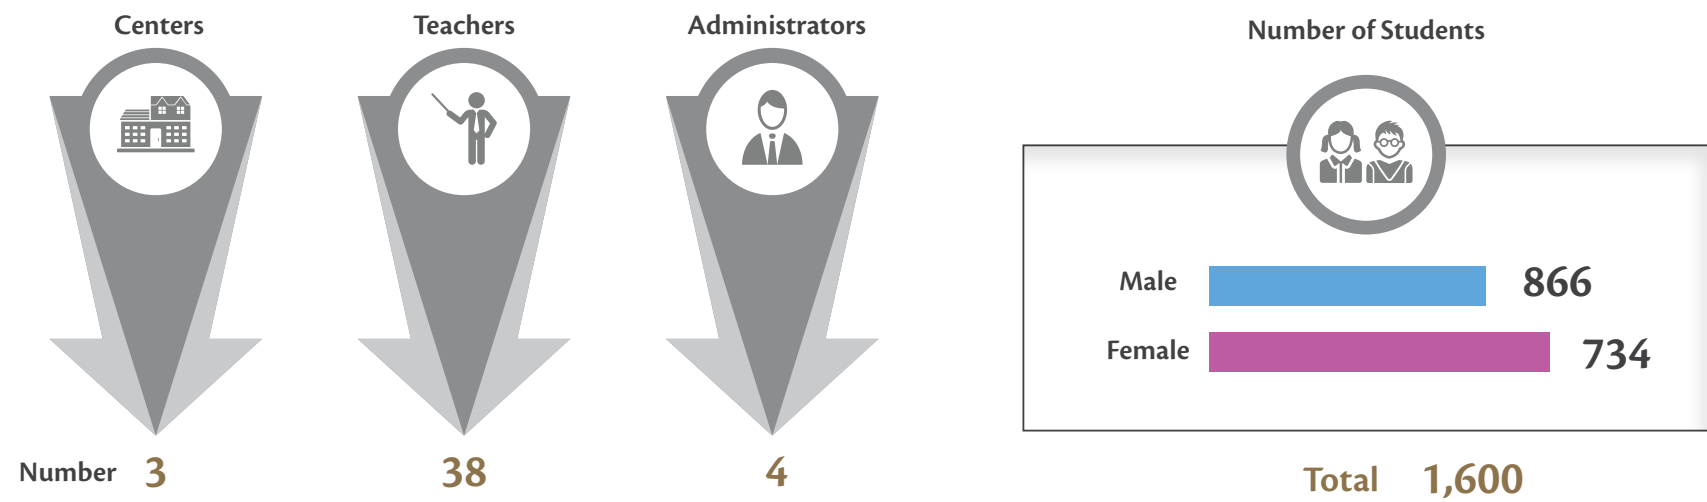 Centers
Teachers
Administrators
Number of Students
Male 866
Female 734
Number 3 38 4
Total 1,600